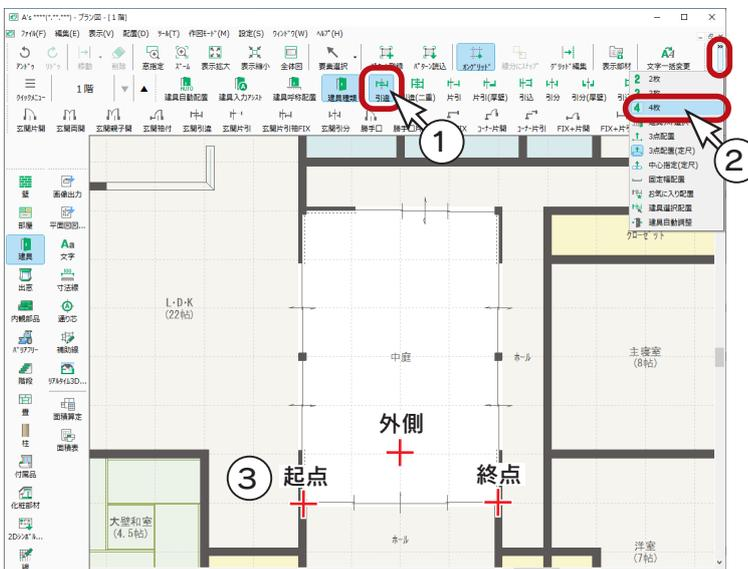 A's ****(*.**.***) - プラン図 - [1 階]
ファイル(F) 編集(E) 表示(V) 配置(D) ツール(T) 作図モード(M) 設定(S) ウィンドウ(W) ヘルプ(H)
アンドゥ リドゥ 移動 削除 窓指定 ズーム 表示拡大 表示縮小 全体図 要素選択 パターン読込 オングリッド 線分にスナップ グリッド編集 表示部材 文字一括変更
クイックメニュー 1 階 建具自動配置 建具入力アシスト 建具呼称配置 建具種類 引違 片引 片引(厚壁) 引込 引分 引分(厚壁)
玄関片開 玄関両開 玄関親子開 玄関袖付 玄関引違 玄関片引 玄関片引袖FIX 玄関引分 勝手口 コーナー片開 コーナー片引 FIX+片開
2 2枚
4 4枚
3点配置
3点配置(定尺)
中心指定(定尺)
固定幅配置
お気に入り配置
建具選択配置
建具自動調整
①
②
壁 画像出力
部屋 平面図図...
建具 文字
出窓 寸法線
内観部品 通り芯
バリアフリー 補助線
階段 リアルタイム3D...
畳 面積算定
柱 面積表
付属品
化粧部材
2Dシンボル...
線
クローゼット
L・D・K
(22帖)
中庭
ホール
主寝室
(8帖)
外側
③ 起点
終点
大壁和室
(4.5帖)
ホール
洋室
(7帖)